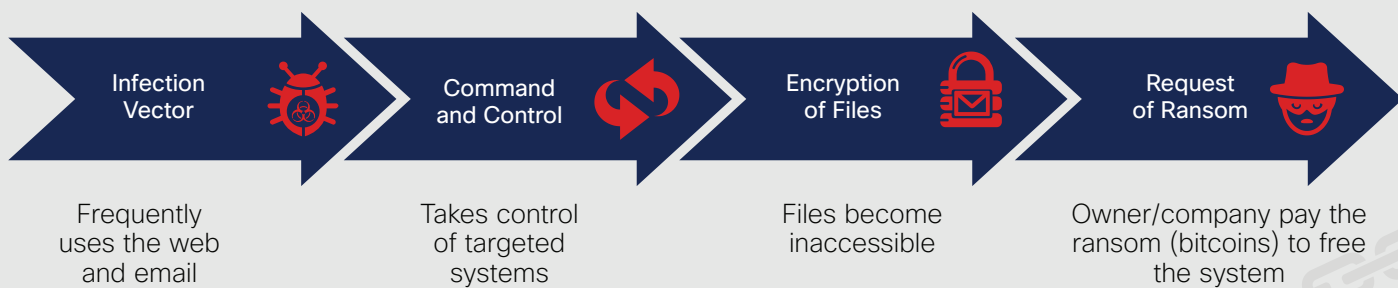 Infection
Vector
Command
and Control
Encryption
of Files
Request
of Ransom
Frequently
uses the web
and email
Takes control
of targeted
systems
Files become
inaccessible
Owner/company pay the
ransom (bitcoins) to free
the system